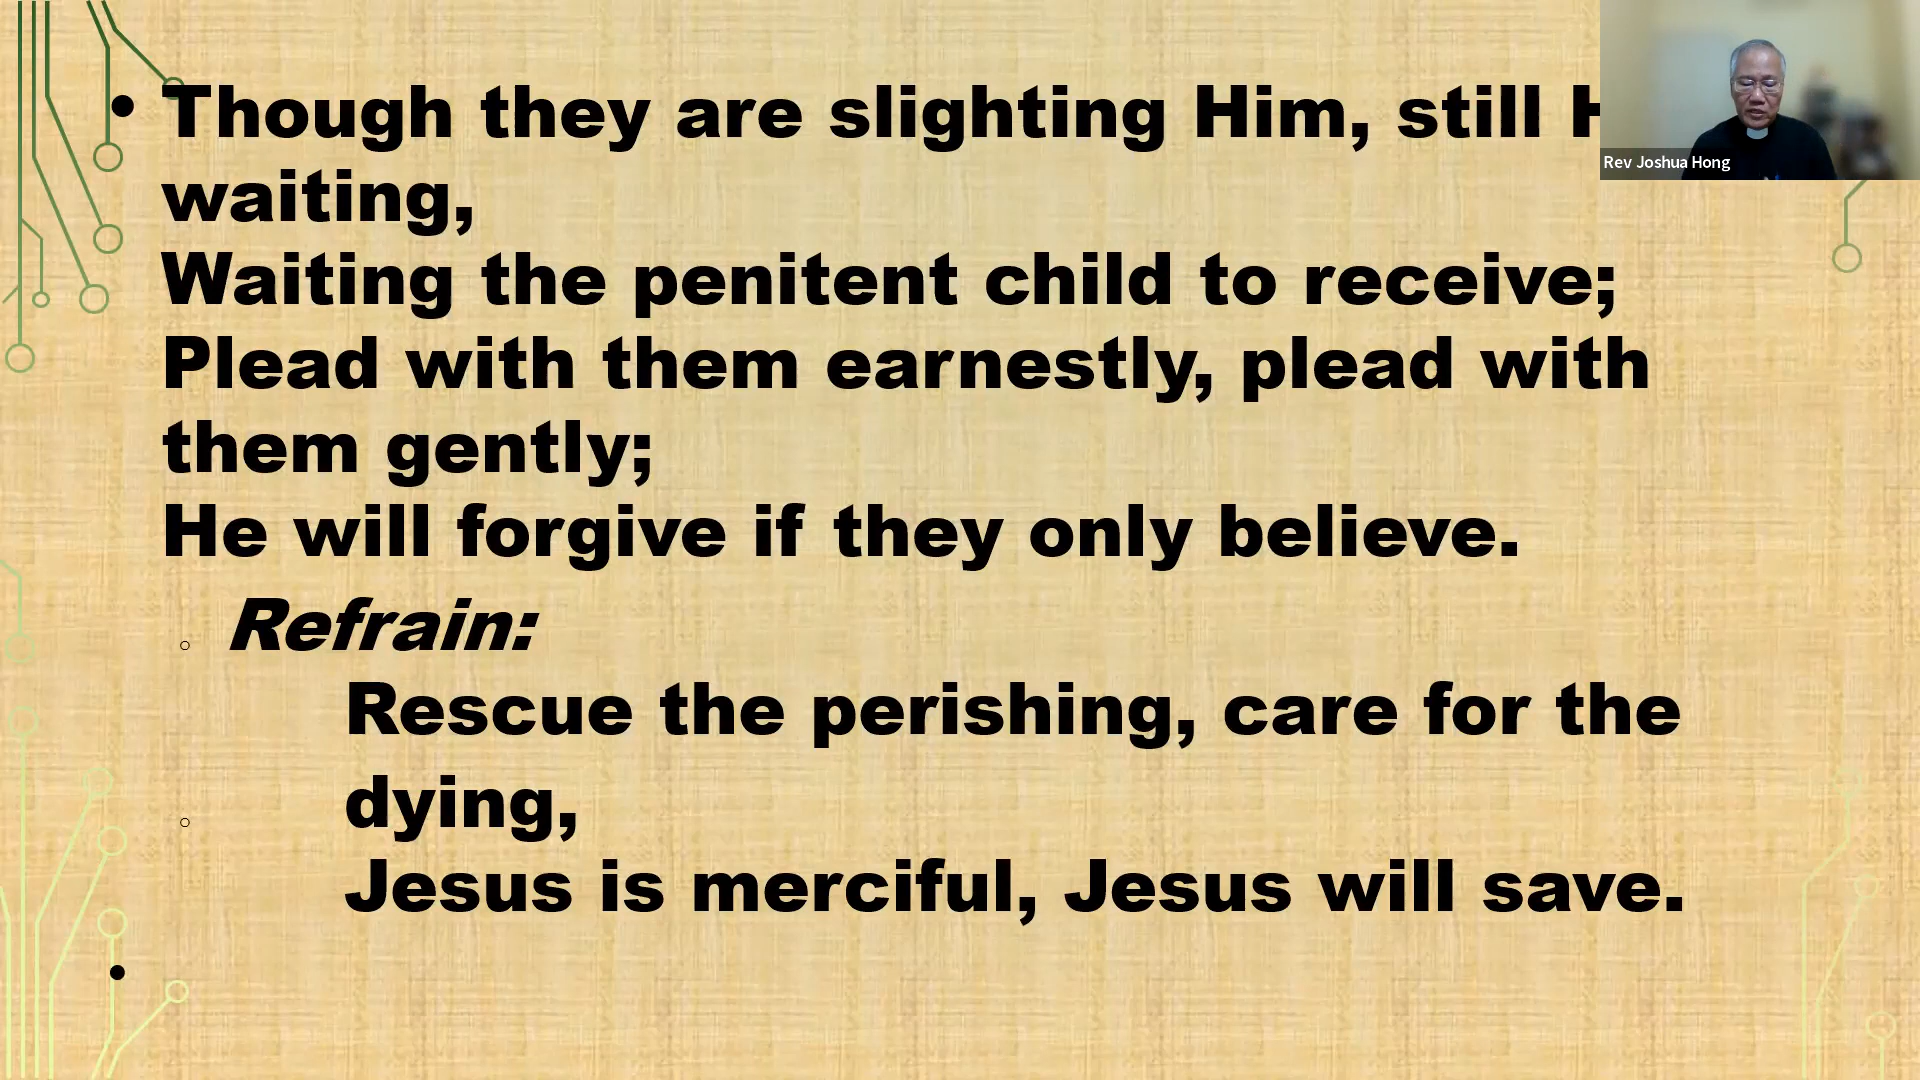 Though they are slighting Him, still
waiting,
Waiting the penitent child to receive;
Plead with them earnestly, plead with
them gently;
He will forgive if they only believe.
Refrain:
Rescue the perishing, care for the
dying,
Jesus is merciful, Jesus will save.
Rev Joshua Hong